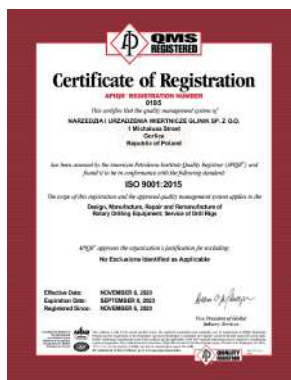 QMS
REGISTERED
Certificate of Registration
APIQR® REGISTRATION NUMBER
0195
This certifies that the quality management system of
NARZEDZIA I URZADZENIA WIERTNICZE GLINIK SP. Z O.O.
1 Michalusa Street
Gorlice
Republic of Poland
has been assessed by the American Petroleum Institute Quality Registrar (APIQR®) and
found it to be in conformance with the following standard:
ISO 9001:2015
The scope of this registration and the approved quality management system applies to the
Design, Manufacture, Repair and Remanufacture of
Rotary Drilling Equipment; Service of Drill Rigs
APIQR® approves the organization's justification for excluding:
No Exclusions Identified as Applicable
Effective Date: NOVEMBER 6, 2020
Expiration Date: SEPTEMBER 6, 2023
Registered Since: NOVEMBER 6, 2020
Vice President of Global
Industry Services
QUALITY
REGISTRAR